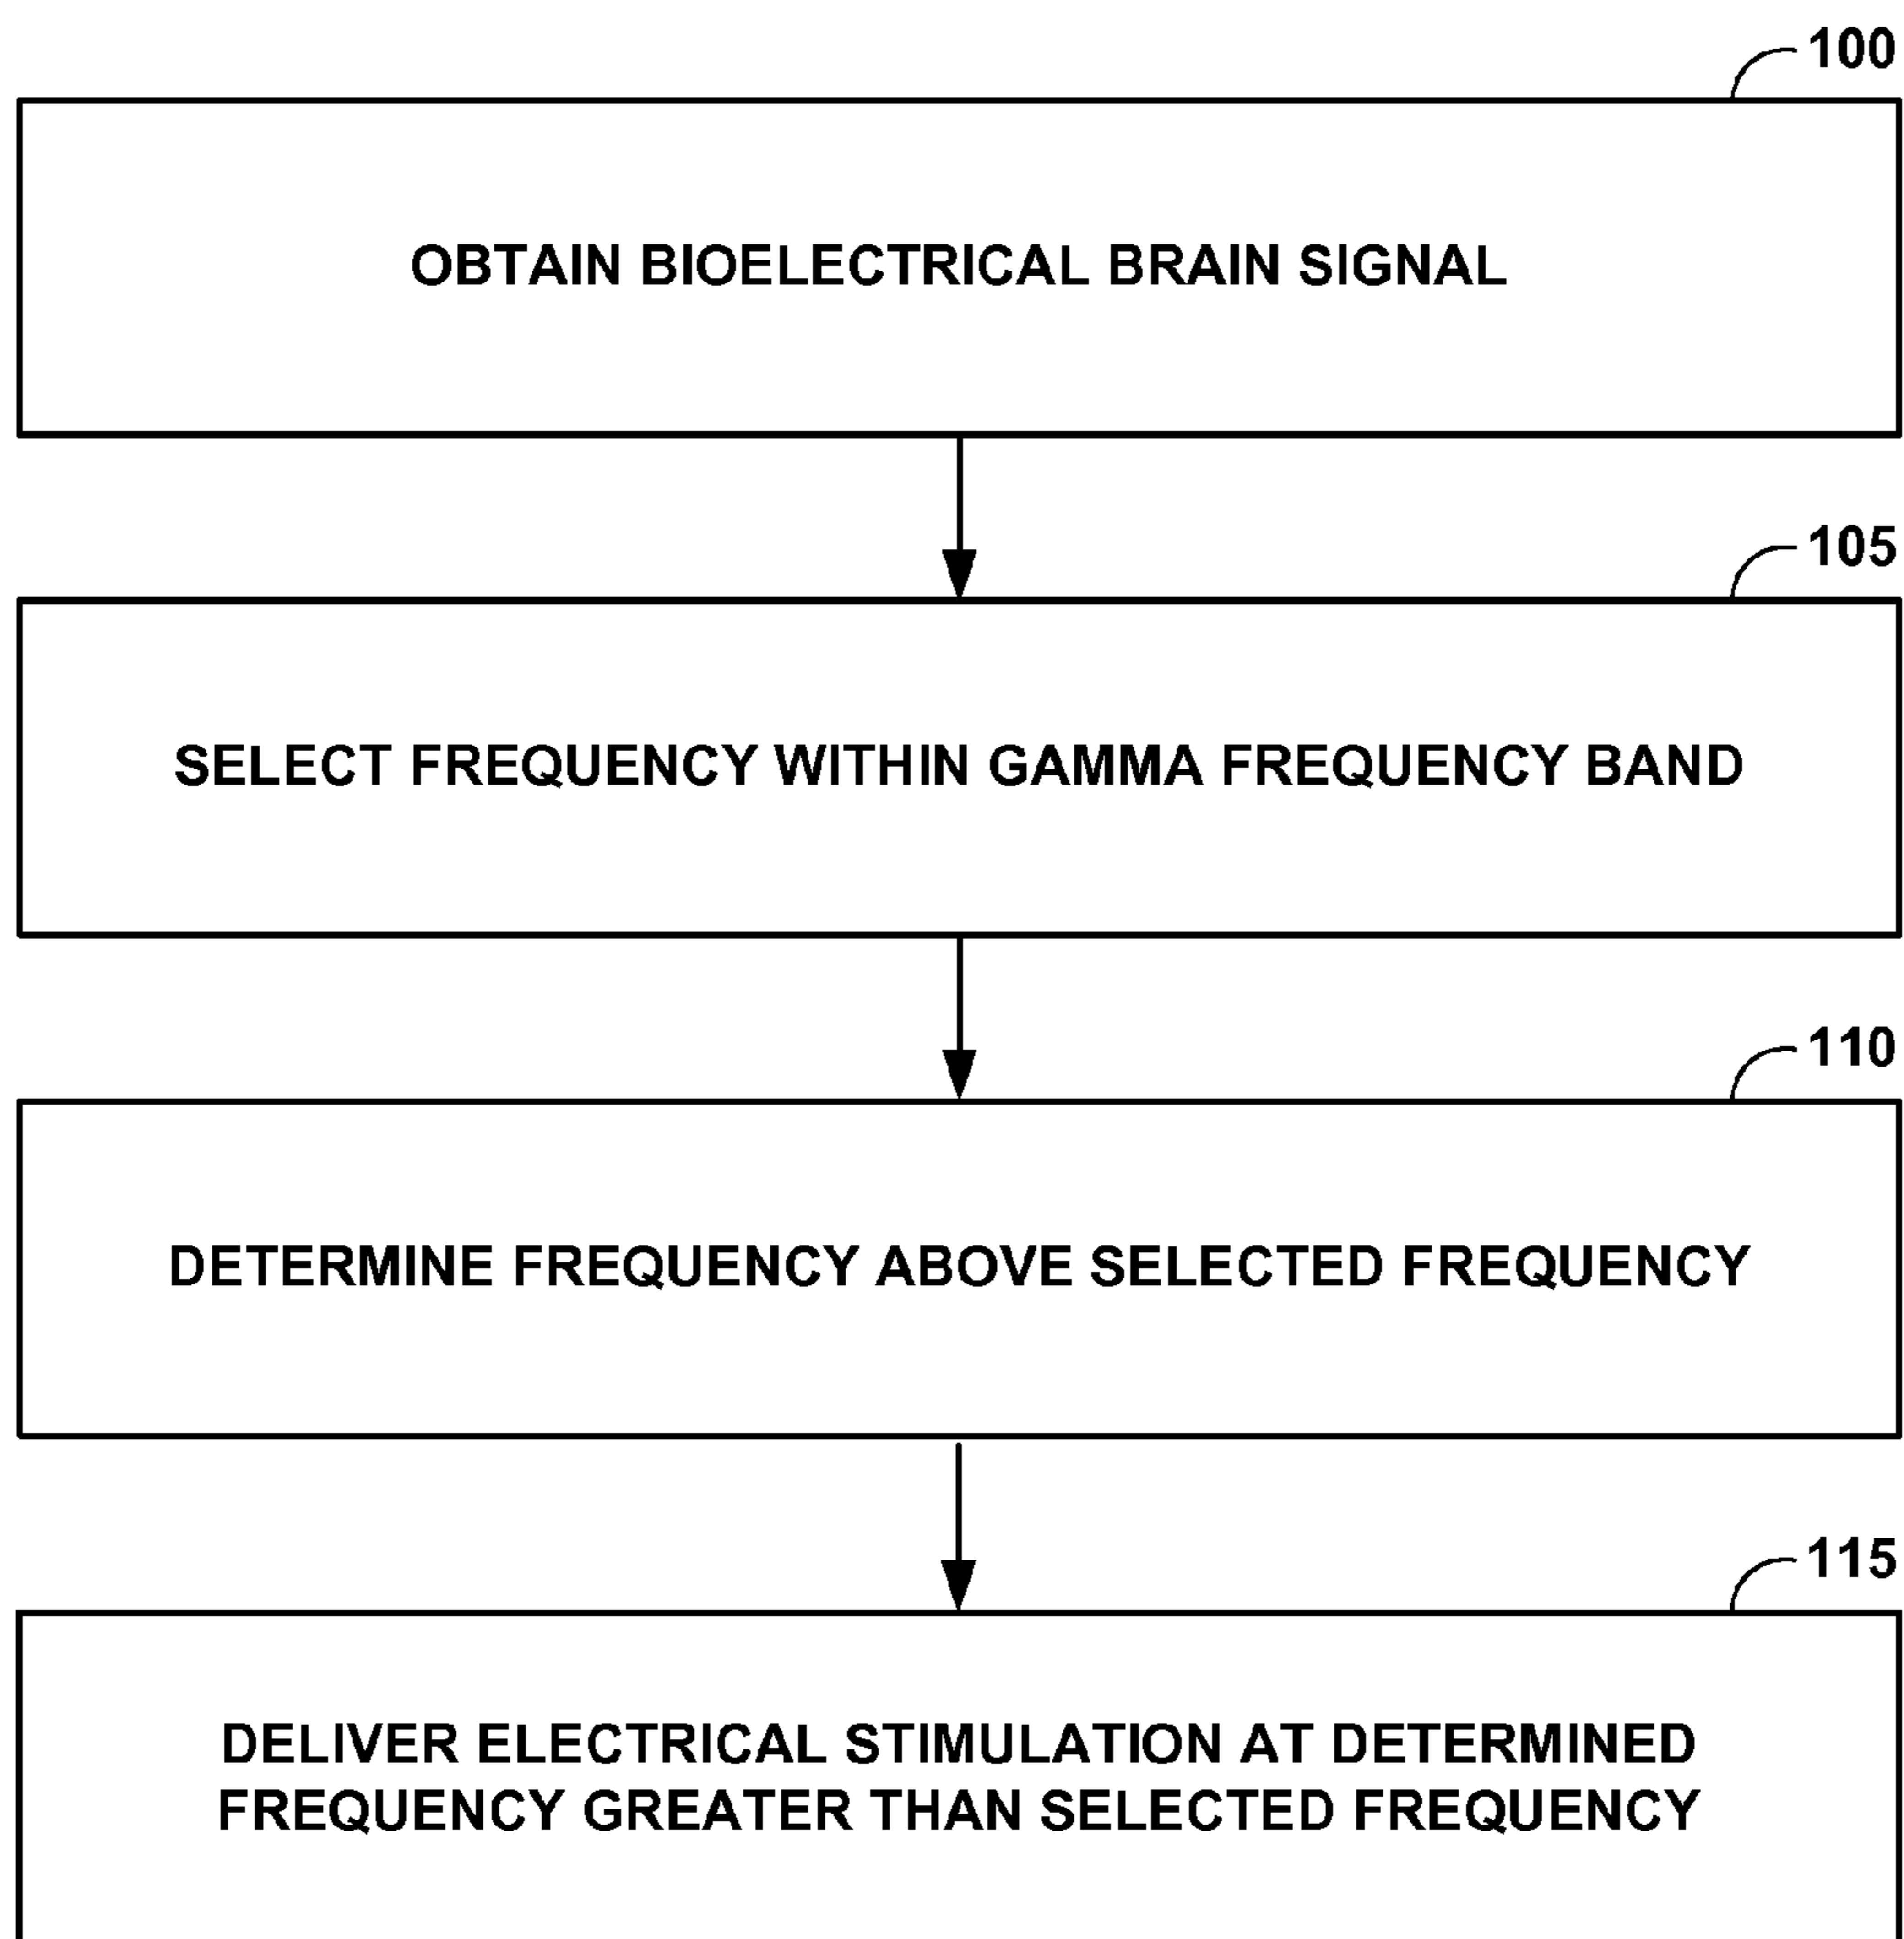 100
OBTAIN BIOELECTRICAL BRAIN SIGNAL
105
SELECT FREQUENCY WITHIN GAMMA FREQUENCY BAND
110
DETERMINE FREQUENCY ABOVE SELECTED FREQUENCY
115
DELIVER ELECTRICAL STIMULATION AT DETERMINED
FREQUENCY GREATER THAN SELECTED FREQUENCY